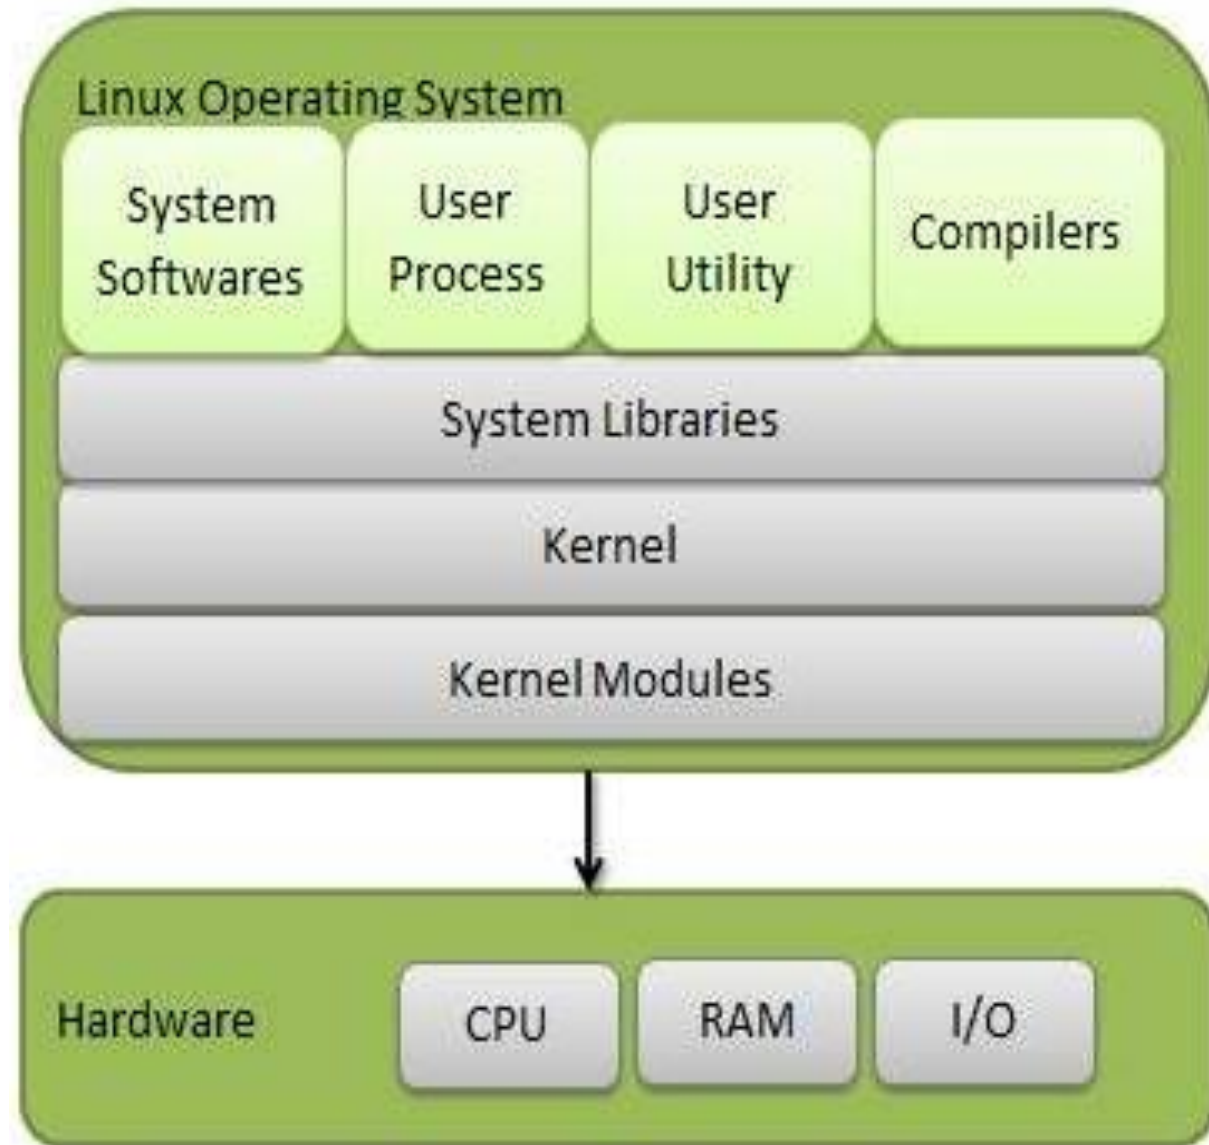 Linux Operating System
System
Softwares
User
Process
User
Utility
Compilers
System Libraries
Kernel
Kernel Modules
Hardware
CPU
RAM
I/O